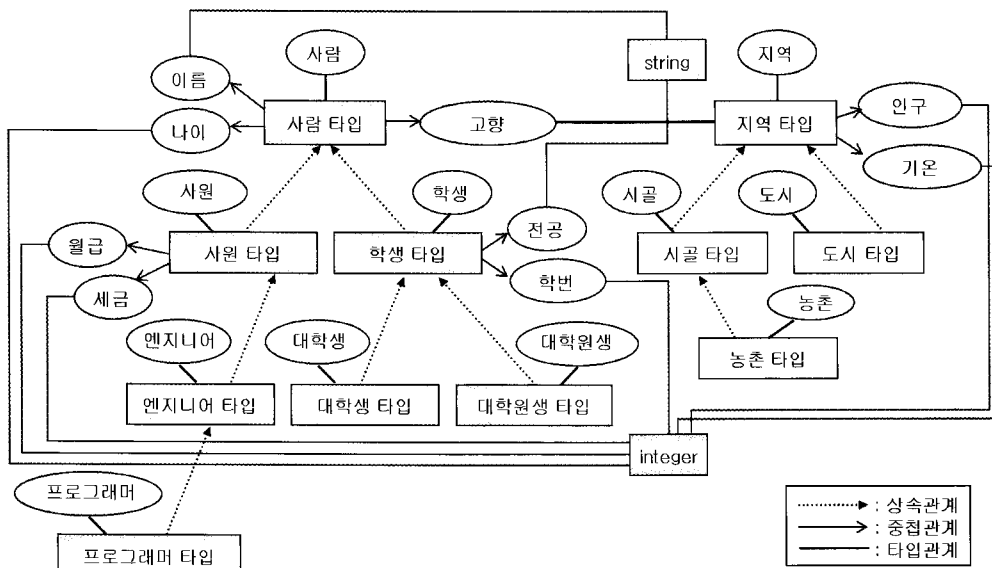 사람
지역
string
이름
인구
사람 타입
고향
지역 타입
나이
기온
사원
학생
시골
도시
전공
월급
사원 타입
학생 타입
시골 타입
도시 타입
학번
세금
농촌
엔지니어
대학생
대학원생
농촌 타입
엔지니어 타입
대학생 타입
대학원생 타입
integer
프로그래머
: 상속관계
: 중첩관계
: 타입관계
프로그래머 타입